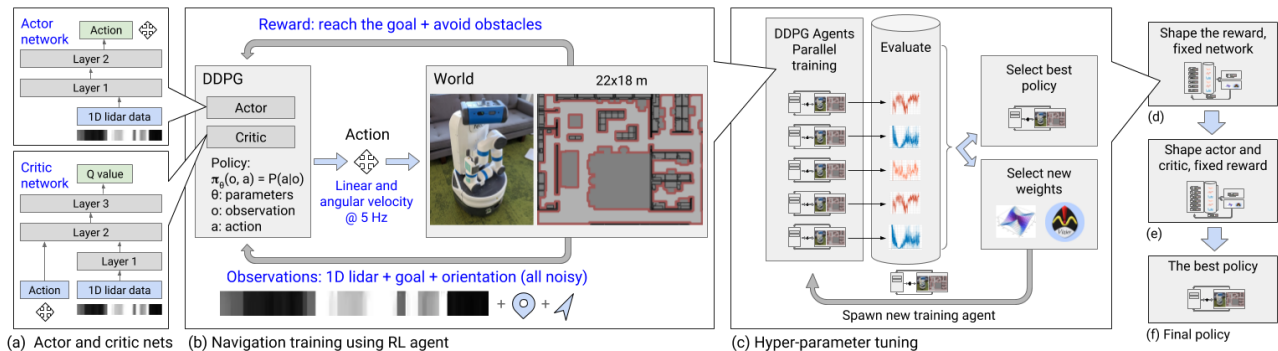 Actor
network
Action
Layer 2
Layer 1
1D lidar data
Critic
network
Q value
Layer 3
Layer 2
Layer 1
Action
1D lidar data
(a) Actor and critic nets
Reward: reach the goal + avoid obstacles
DDPG
Actor
Critic
Policy:
πθ(o, a) = P(a|o)
θ: parameters
o: observation
a: action
Action
Linear and
angular velocity
@ 5 Hz
World
22x18 m
Observations: 1D lidar + goal + orientation (all noisy)
+ +
(b) Navigation training using RL agent
DDPG Agents
Parallel
training
Evaluate
Select best
policy
Select new
weights
Spawn new training agent
(c) Hyper-parameter tuning
Shape the reward,
fixed network
(d)
Shape actor and
critic, fixed reward
(e)
The best policy
(f) Final policy